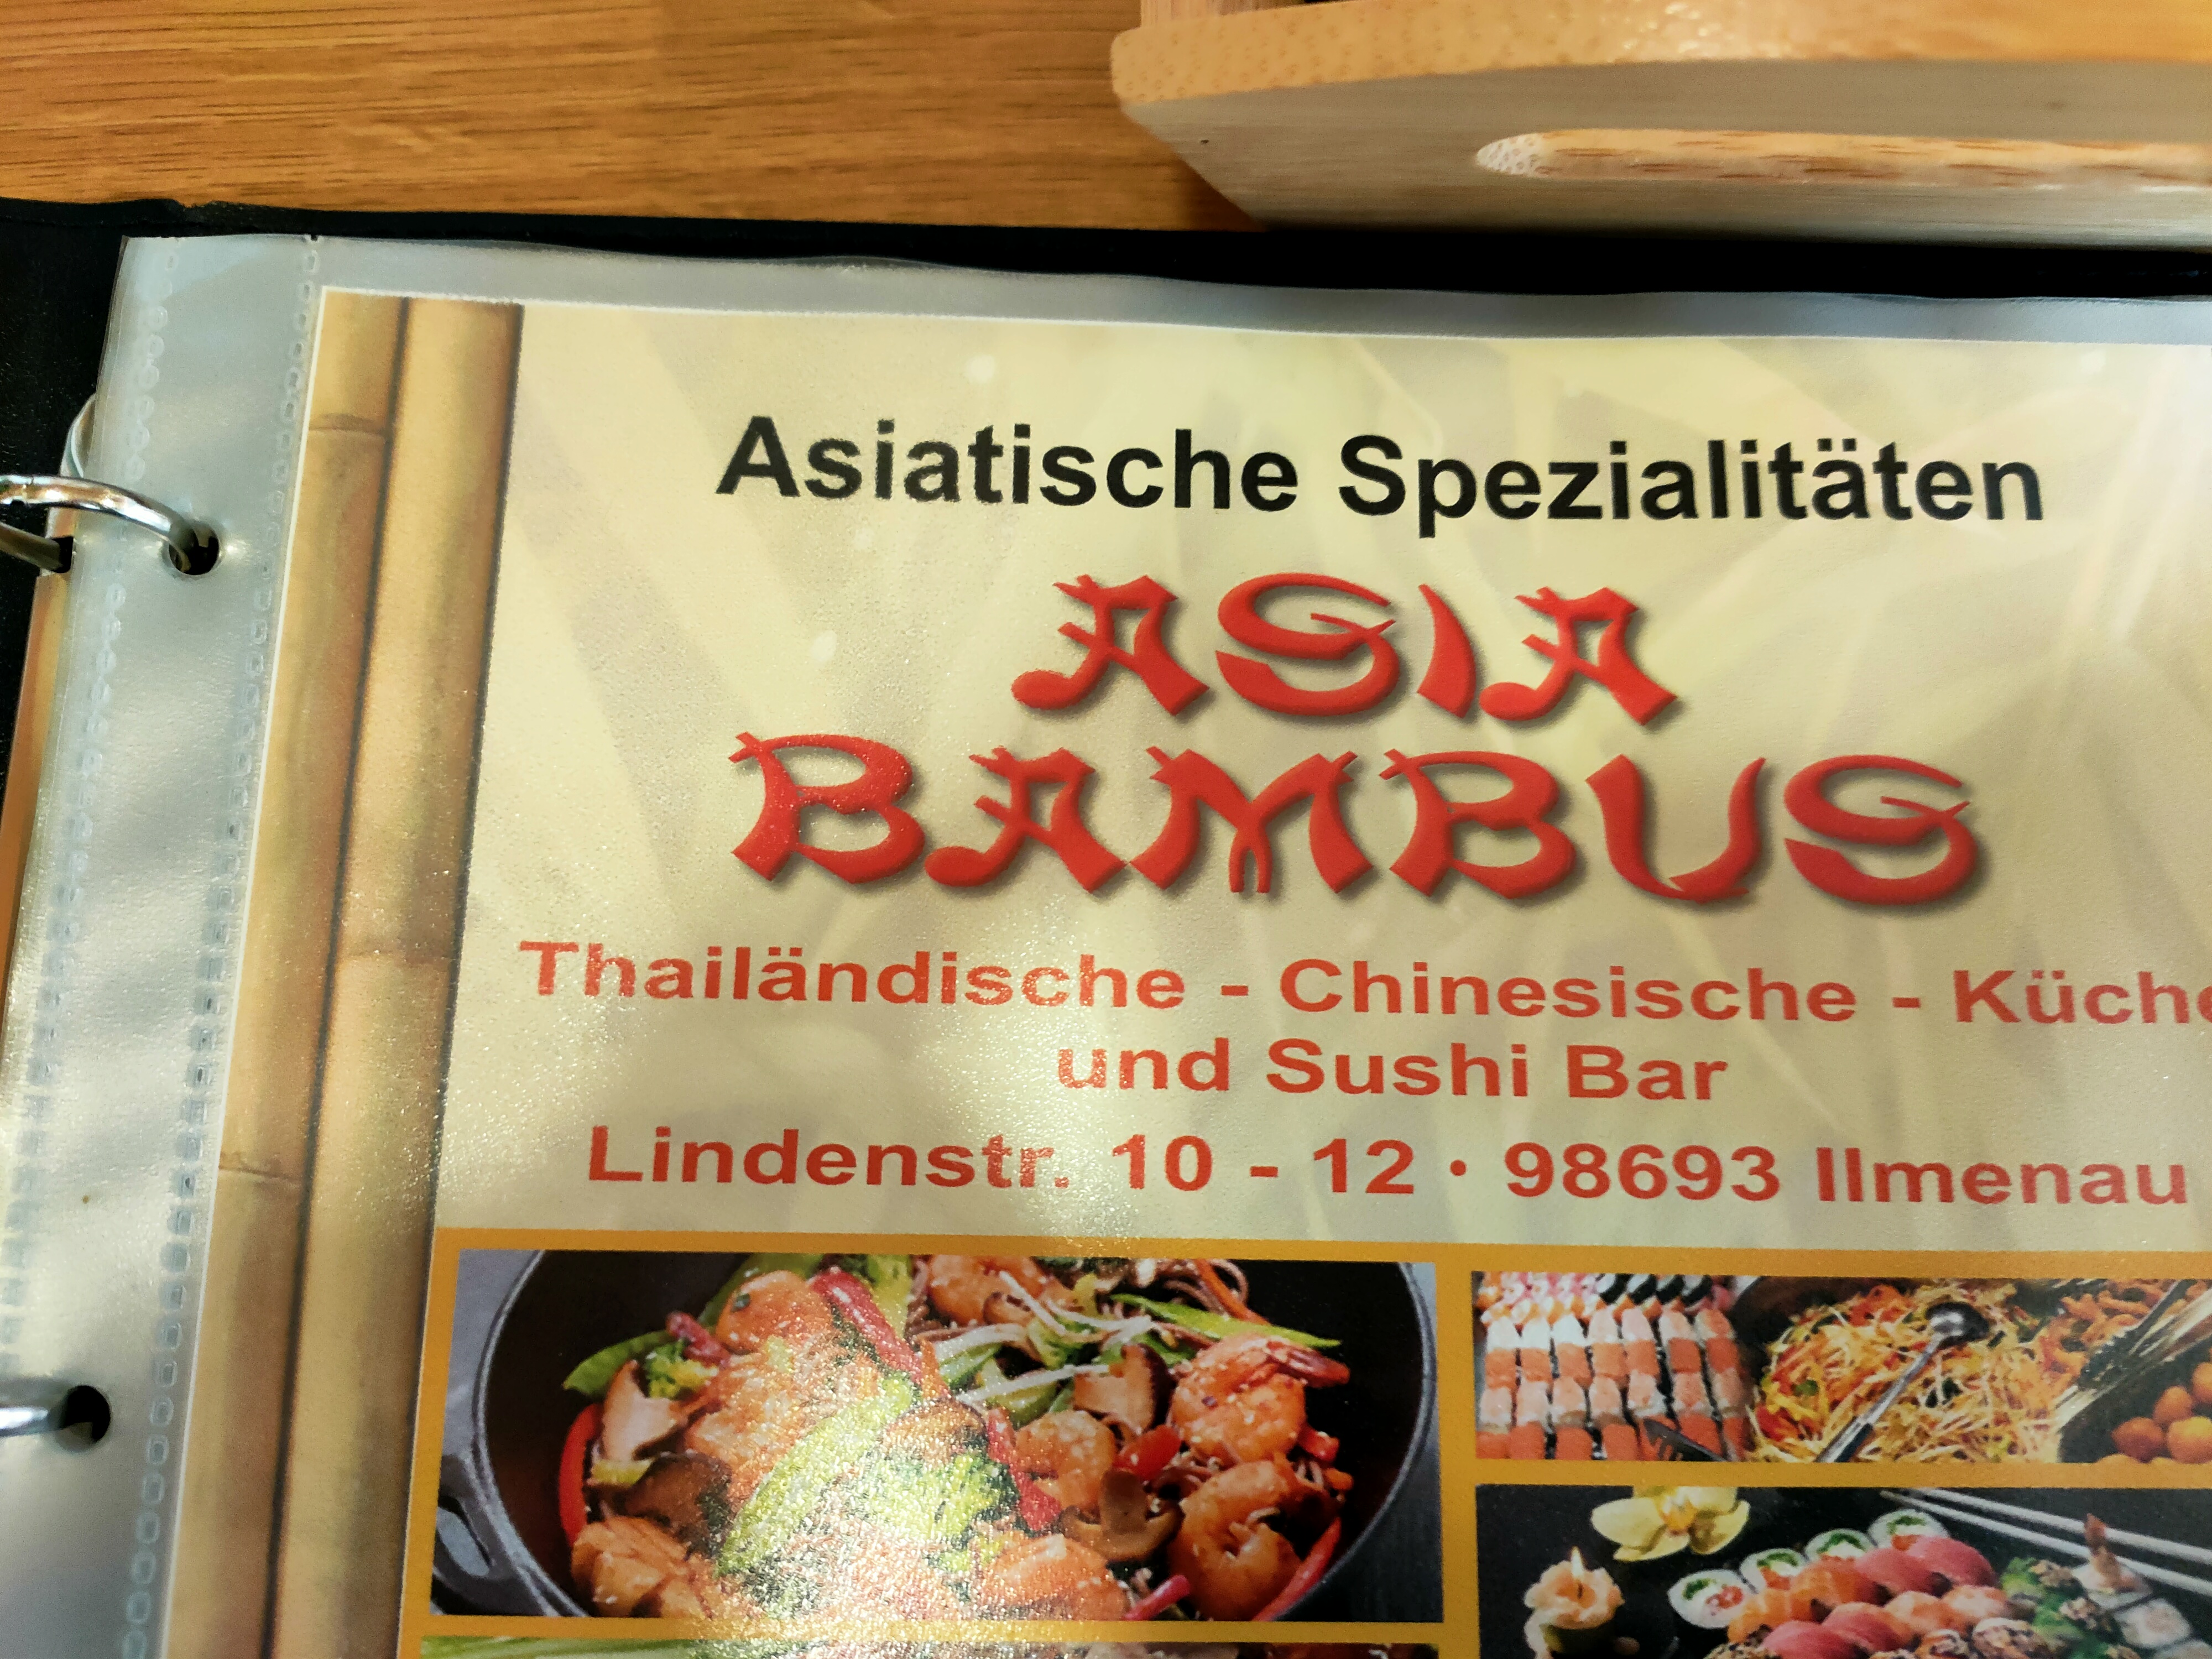 Asiatische Spezialitäten
ASIA
BAMBUS
Thailändische - Chinesische - Küche
und Sushi Bar
Lindenstr. 10 - 12 • 98693 Ilmenau